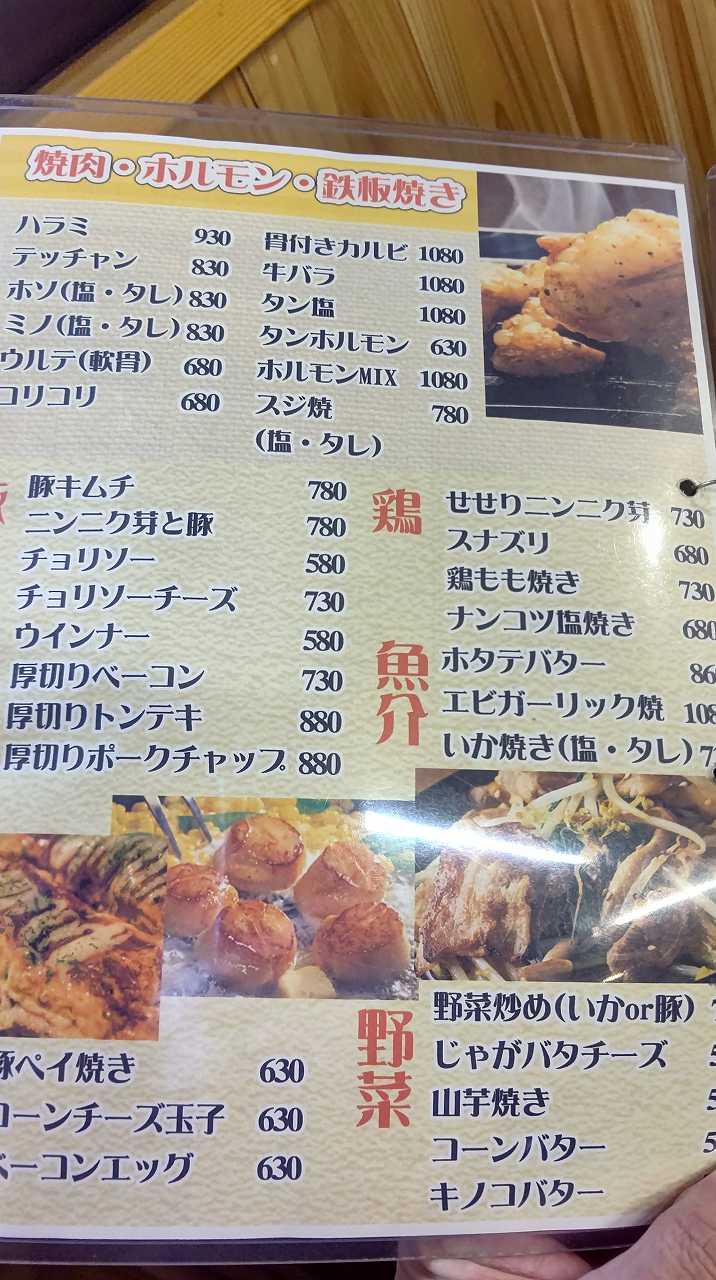 焼肉・ホルモン・鉄板焼き
ハラミ 930
テッチャン 830
ホソ(塩・タレ) 830
ミノ(塩・タレ) 830
ウルテ(軟骨) 680
コリコリ 680
骨付きカルビ 1080
牛バラ 1080
タン塩 1080
タンホルモン 630
ホルモンMIX 1080
スジ焼 780
(塩・タレ)
豚キムチ 780
ニンニク芽と豚 780
チョリソー 580
チョリソーチーズ 730
ウインナー 580
厚切りベーコン 730
厚切りトンテキ 880
厚切りポークチャップ 880
鶏
せせりニンニク芽 730
スナズリ 680
鶏もも焼き 730
ナンコツ塩焼き 680
魚介
ホタテバター
エビガーリック焼
いか焼き(塩・タレ)
豚ペイ焼き 630
コーンチーズ玉子 630
ベーコンエッグ 630
野菜
野菜炒め(いかor豚)
じゃがバタチーズ
山芋焼き
コーンバター
キノコバター